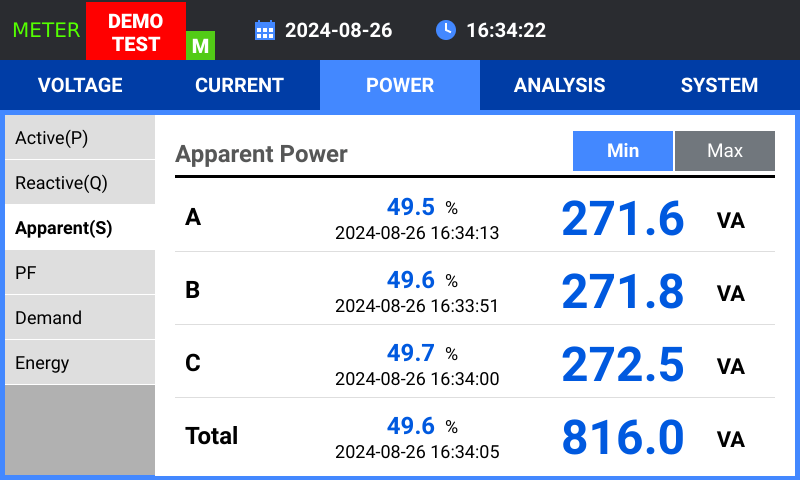 METER
DEMO
TEST
M
2024-08-26
16:34:22
VOLTAGE
CURRENT
POWER
ANALYSIS
SYSTEM
Active(P)
Reactive(Q)
Apparent(S)
PF
Demand
Energy
Apparent Power
Min
Max
A
49.5 %
2024-08-26 16:34:13
271.6 VA
B
49.6 %
2024-08-26 16:33:51
271.8 VA
C
49.7 %
2024-08-26 16:34:00
272.5 VA
Total
49.6 %
2024-08-26 16:34:05
816.0 VA